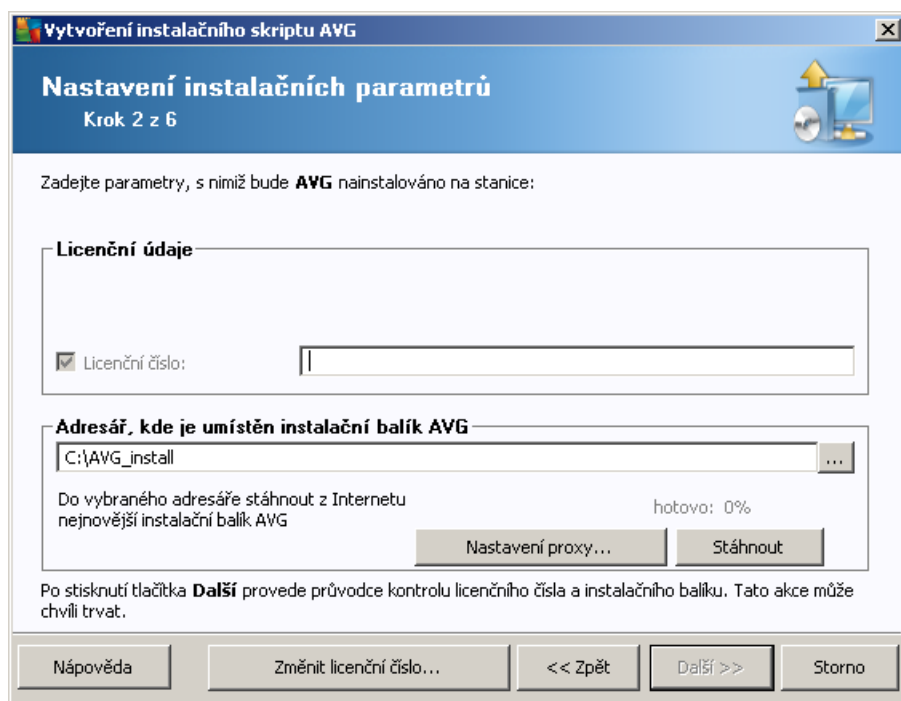 Vytvoření instalačního skriptu AVG
Nastavení instalačních parametrů
Krok 2 z 6
Zadejte parametry, s nimiž bude AVG nainstalováno na stanice:
Licenční údaje
Licenční číslo:
Adresář, kde je umístěn instalační balík AVG
C:\AVG_install
...
Do vybraného adresáře stáhnout z Internetu
nejnovější instalační balík AVG
hotovo: 0%
Nastavení proxy...
Stáhnout
Po stisknutí tlačítka Další provede průvodce kontrolu licenčního čísla a instalačního balíku. Tato akce může
chvíli trvat.
Nápověda
Změnit licenční číslo...
<< Zpět
Další >>
Storno